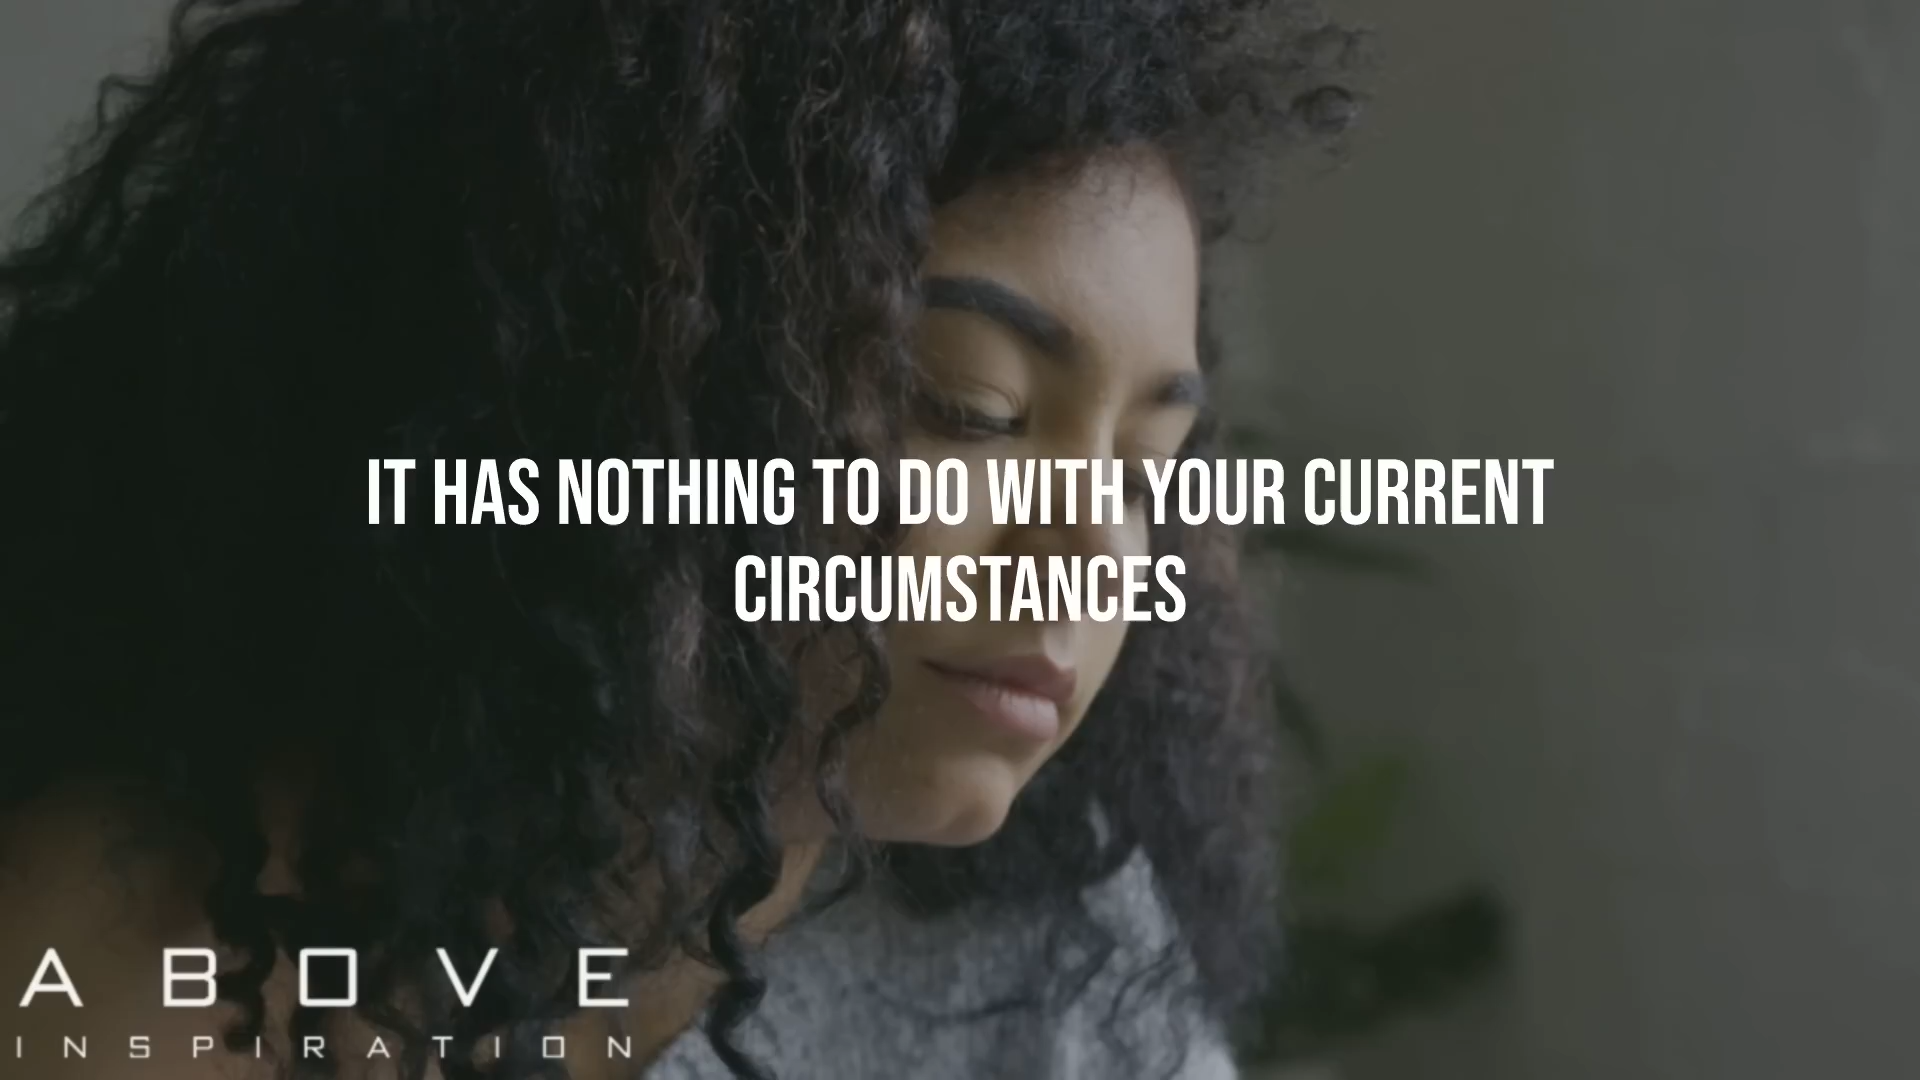 IT HAS NOTHING TO DO WITH YOUR CURRENT
CIRCUMSTANCES
ABOVE
INSPIRATION